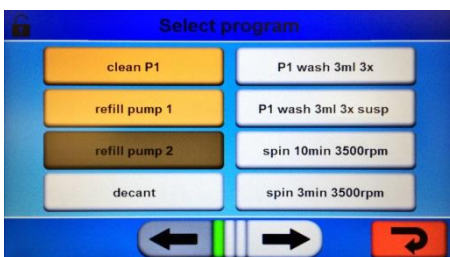 Select program
clean P1
P1 wash 3ml 3x
refill pump 1
P1 wash 3ml 3x susp
refill pump 2
spin 10min 3500rpm
decant
spin 3min 3500rpm